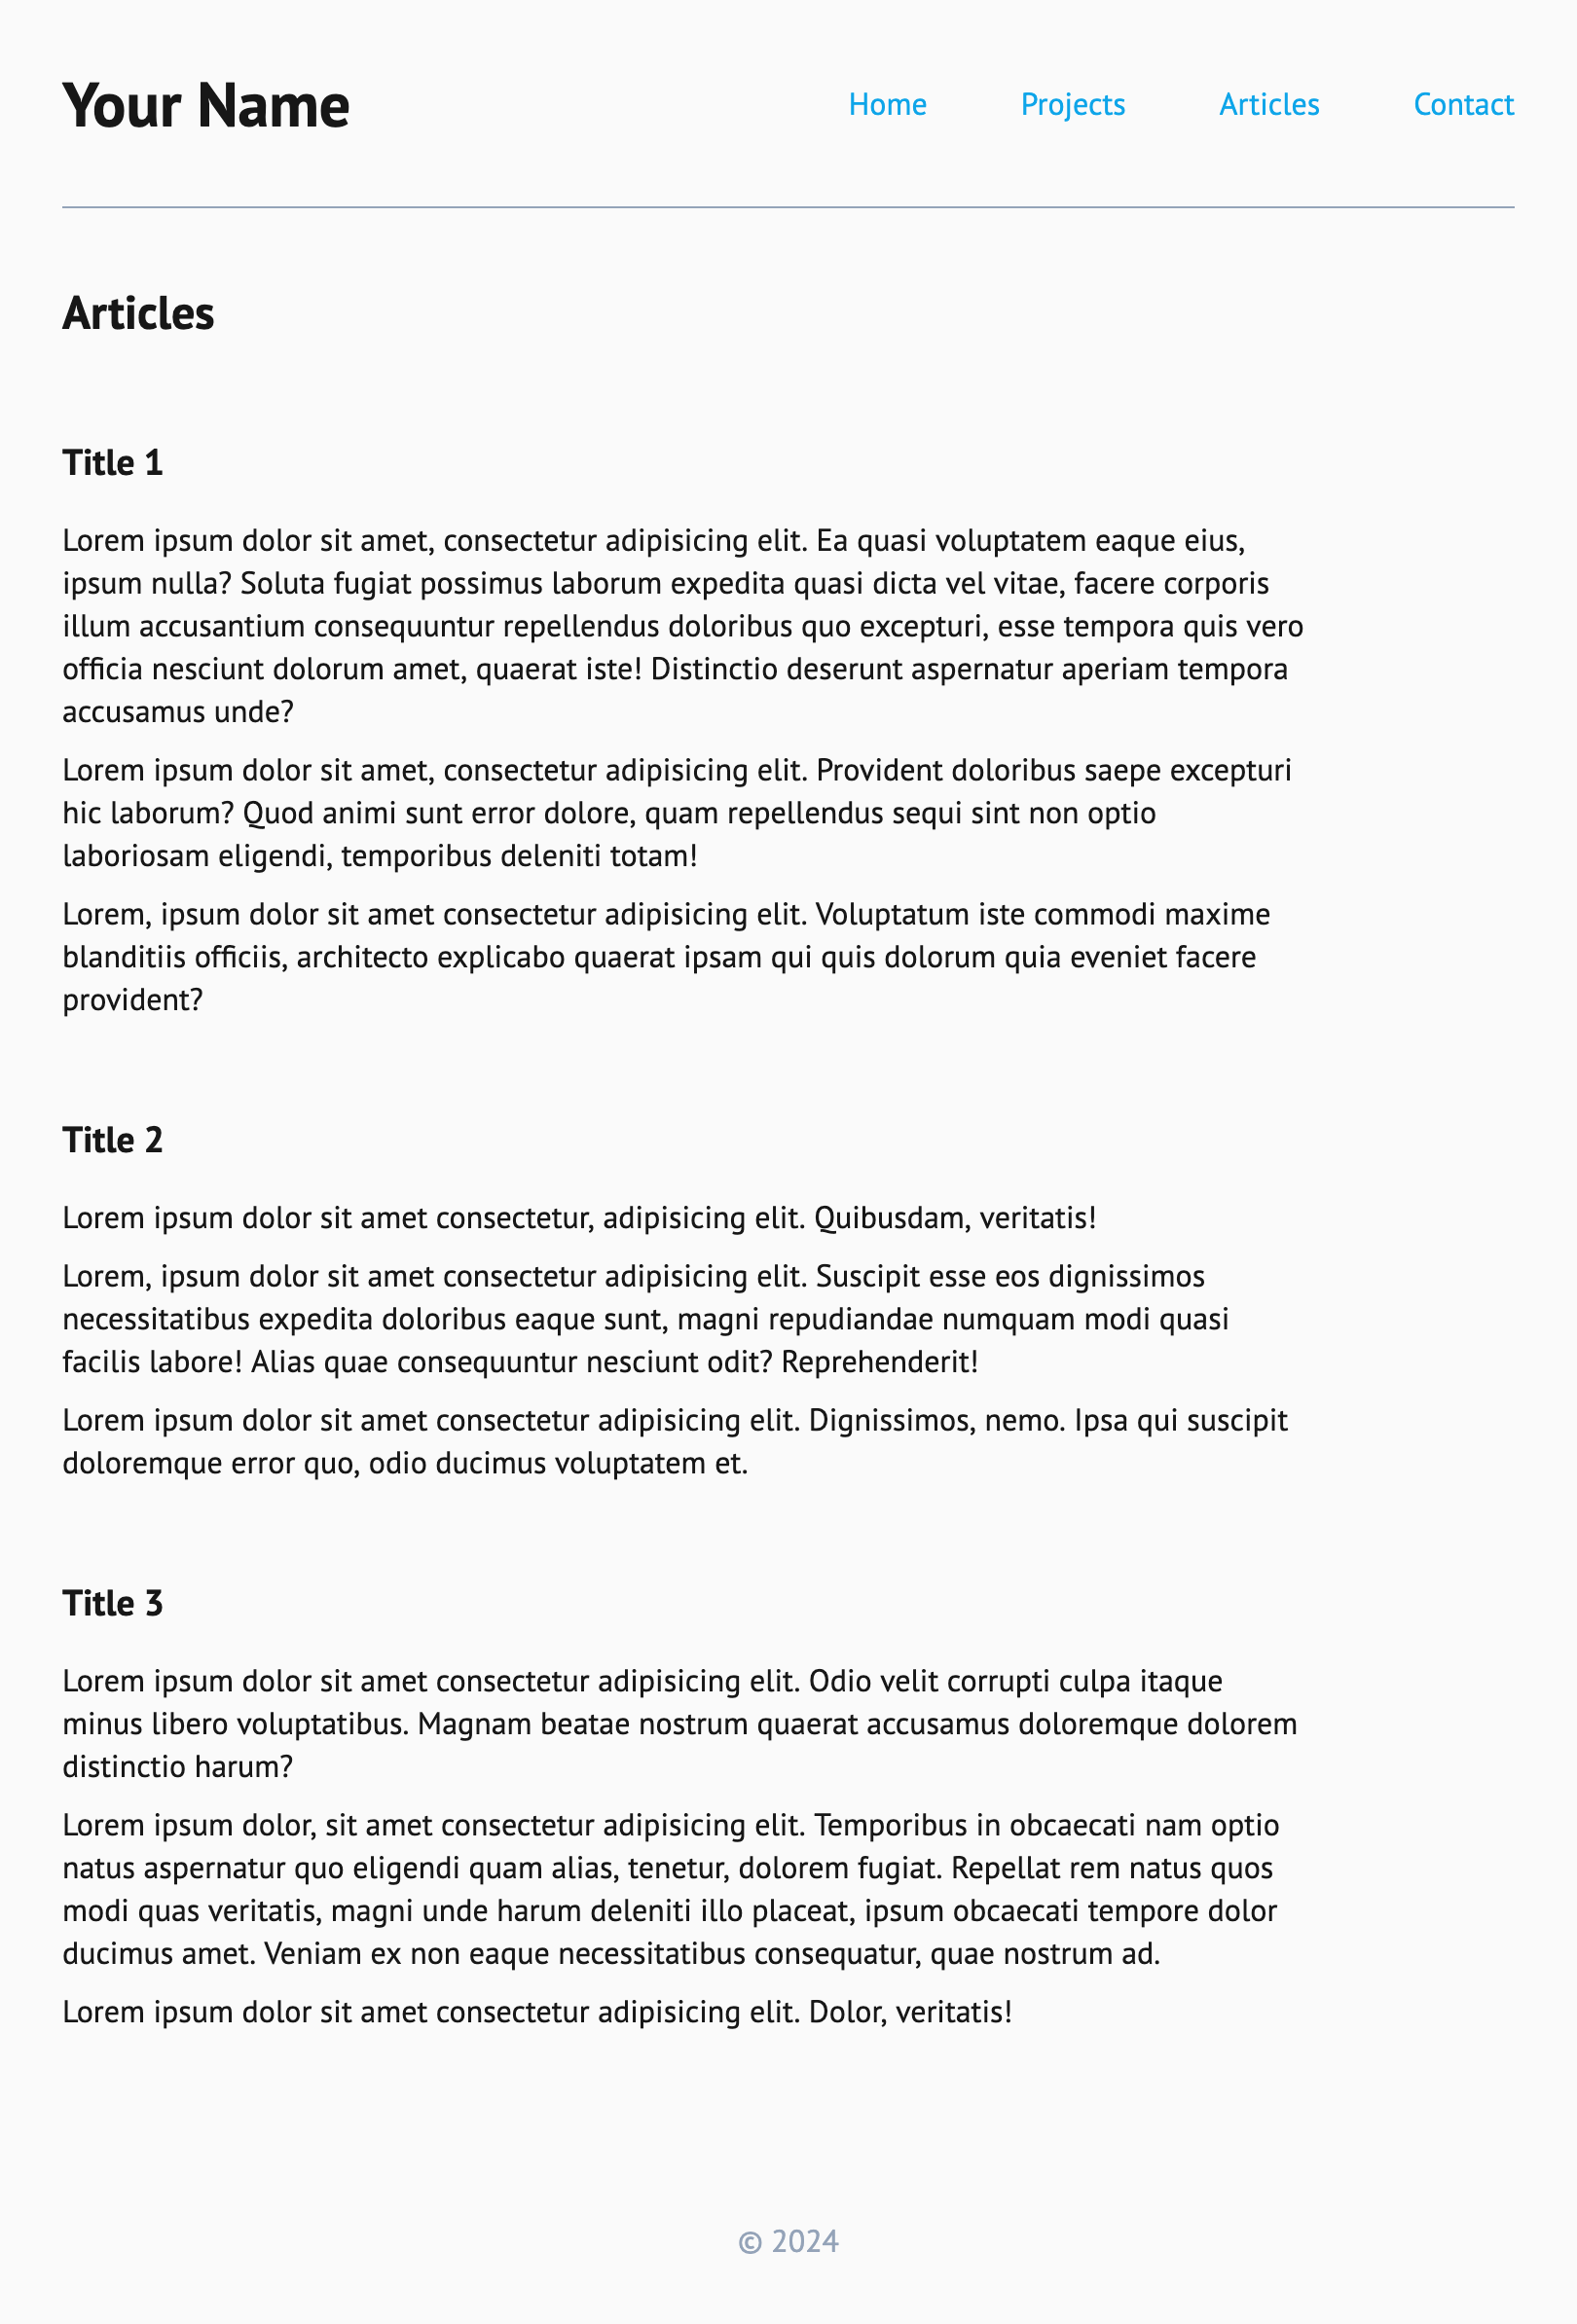 Your Name
Home Projects Articles Contact
Articles
Title 1
Lorem ipsum dolor sit amet, consectetur adipisicing elit. Ea quasi voluptatem eaque eius,
ipsum nulla? Soluta fugiat possimus laborum expedita quasi dicta vel vitae, facere corporis
illum accusantium consequuntur repellendus doloribus quo excepturi, esse tempora quis vero
officia nesciunt dolorum amet, quaerat iste! Distinctio deserunt aspernatur aperiam tempora
accusamus unde?
Lorem ipsum dolor sit amet, consectetur adipisicing elit. Provident doloribus saepe excepturi
hic laborum? Quod animi sunt error dolore, quam repellendus sequi sint non optio
laboriosam eligendi, temporibus deleniti totam!
Lorem, ipsum dolor sit amet consectetur adipisicing elit. Voluptatum iste commodi maxime
blanditiis officiis, architecto explicabo quaerat ipsam qui quis dolorum quia eveniet facere
provident?
Title 2
Lorem ipsum dolor sit amet consectetur, adipisicing elit. Quibusdam, veritatis!
Lorem, ipsum dolor sit amet consectetur adipisicing elit. Suscipit esse eos dignissimos
necessitatibus expedita doloribus eaque sunt, magni repudiandae numquam modi quasi
facilis labore! Alias quae consequuntur nesciunt odit? Reprehenderit!
Lorem ipsum dolor sit amet consectetur adipisicing elit. Dignissimos, nemo. Ipsa qui suscipit
doloremque error quo, odio ducimus voluptatem et.
Title 3
Lorem ipsum dolor sit amet consectetur adipisicing elit. Odio velit corrupti culpa itaque
minus libero voluptatibus. Magnam beatae nostrum quaerat accusamus doloremque dolorem
distinctio harum?
Lorem ipsum dolor, sit amet consectetur adipisicing elit. Temporibus in obcaecati nam optio
natus aspernatur quo eligendi quam alias, tenetur, dolorem fugiat. Repellat rem natus quos
modi quas veritatis, magni unde harum deleniti illo placeat, ipsum obcaecati tempore dolor
ducimus amet. Veniam ex non eaque necessitatibus consequatur, quae nostrum ad.
Lorem ipsum dolor sit amet consectetur adipisicing elit. Dolor, veritatis!
© 2024